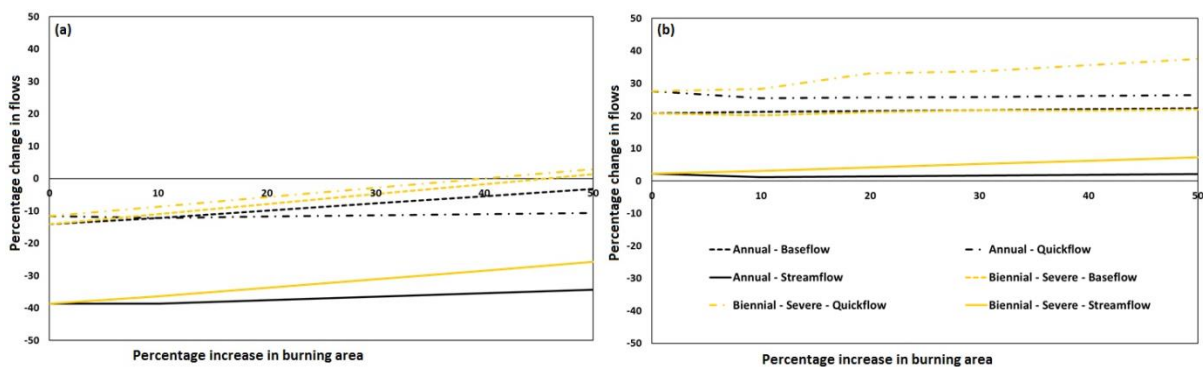 (a)
50
40
30
20
10
0
-10
-20
-30
-40
-50
0 10 20 30 40 50
Percentage change in flows
Percentage increase in burning area
(b)
50
40
30
20
10
0
-10
-20
-30
-40
-50
0 10 20 30 40 50
Percentage change in flows
Annual - Baseflow
Annual - Quickflow
Annual - Streamflow
Biennial - Severe - Baseflow
Biennial - Severe - Quickflow
Biennial - Severe - Streamflow
Percentage increase in burning area